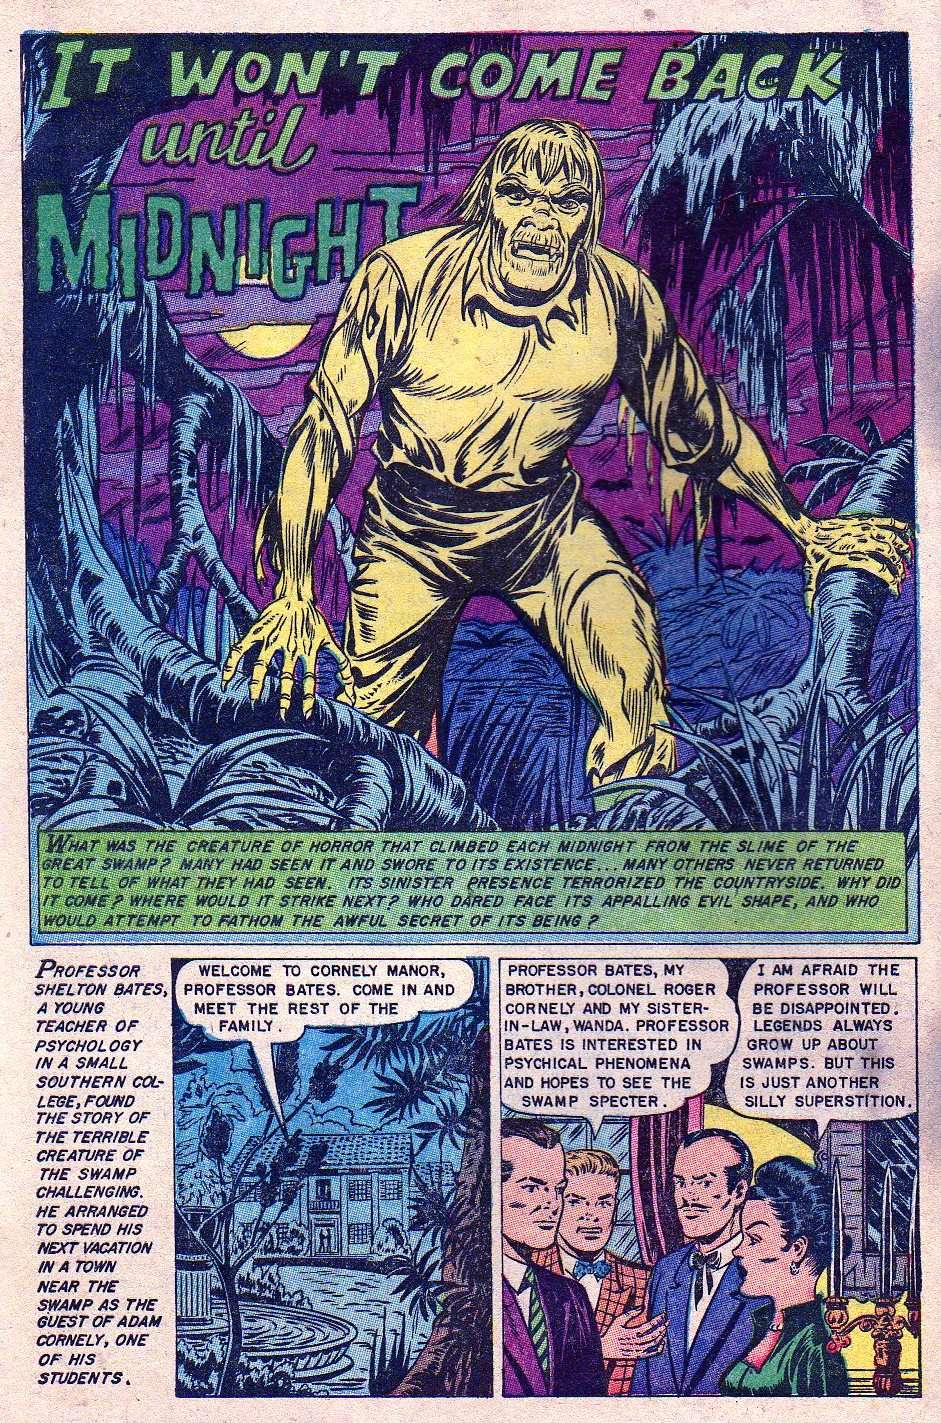 IT WON'T COME BACK
until
MIDNIGHT
WHAT WAS THE CREATURE OF HORROR THAT CLIMBED EACH MIDNIGHT FROM THE SLIME OF THE
GREAT SWAMP? MANY HAD SEEN IT AND SWORE TO ITS EXISTENCE... MANY OTHERS NEVER RETURNED
TO TELL OF WHAT THEY HAD SEEN. ITS SINISTER PRESENCE TERRORIZED THE COUNTRYSIDE. WHY DID
IT COME? WHERE WOULD IT STRIKE NEXT? WHO DARED FACE ITS APPALLING EVIL SHAPE, AND WHO
WOULD ATTEMPT TO FATHOM THE AWFUL SECRET OF ITS BEING?
PROFESSOR
SHELTON BATES,
A YOUNG
TEACHER OF
PSYCHOLOGY
IN A SMALL
SOUTHERN COL-
LEGE, FOUND
THE STORY OF
THE TERRIBLE
CREATURE OF
THE SWAMP
CHALLENGING.
HE ARRANGED
TO SPEND HIS
NEXT VACATION
IN A TOWN
NEAR THE
SWAMP AS THE
GUEST OF ADAM
CORNELY, ONE
OF HIS
STUDENTS.
WELCOME TO CORNELY MANOR,
PROFESSOR BATES. COME IN AND
MEET THE REST OF THE
FAMILY.
PROFESSOR BATES, MY
BROTHER, COLONEL ROGER
CORNELY AND MY SISTER-
IN-LAW, WANDA. PROFESSOR
BATES IS INTERESTED IN
PSYCHICAL PHENOMENA
AND HOPES TO SEE THE
SWAMP SPECTER.
I AM AFRAID THE
PROFESSOR WILL
BE DISAPPOINTED.
LEGENDS ALWAYS
GROW UP ABOUT
SWAMPS. BUT THIS
IS JUST ANOTHER
SILLY SUPERSTITION.